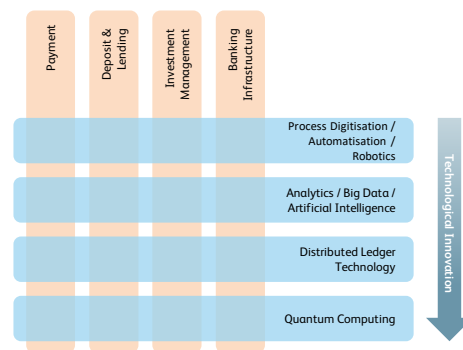 Payment
Deposit &
Lending
Investment
Management
Banking
Infrastructure
Process Digitisation /
Automatisation /
Robotics
Analytics / Big Data /
Artificial Intelligence
Distributed Ledger
Technology
Quantum Computing
Technological Innovation